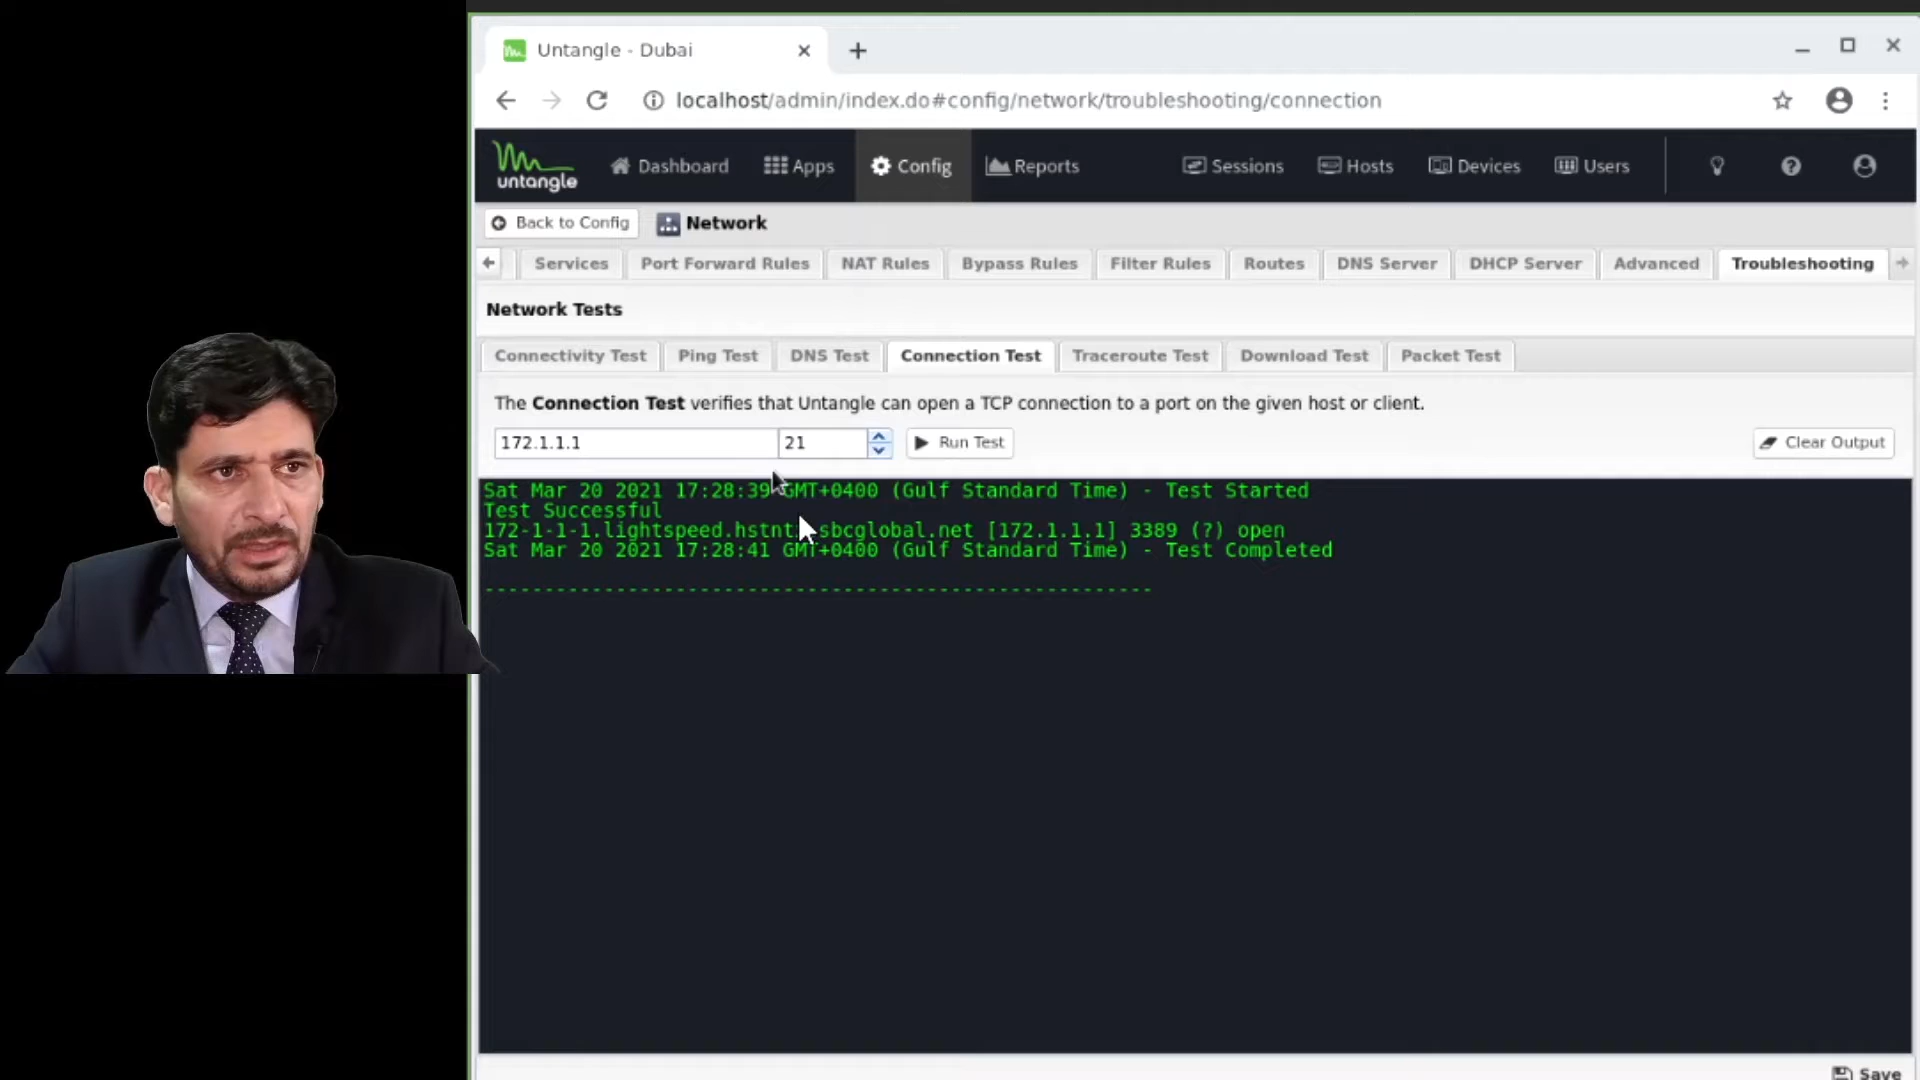 Untangle - Dubai
localhost/admin/index.do#config/network/troubleshooting/connection
untangle Dashboard Apps Config Reports Sessions Hosts Devices Users
Back to Config Network
Services Port Forward Rules NAT Rules Bypass Rules Filter Rules Routes DNS Server DHCP Server Advanced Troubleshooting
Network Tests
Connectivity Test Ping Test DNS Test Connection Test Traceroute Test Download Test Packet Test
The Connection Test verifies that Untangle can open a TCP connection to a port on the given host or client.
172.1.1.1 21 Run Test Clear Output
Sat Mar 20 2021 17:28:39 GMT+0400 (Gulf Standard Time) - Test Started
Test Successful
[172.1.1.1] 3389 (?) open
Sat Mar 20 2021 17:28:41 GMT+0400 (Gulf Standard Time) - Test Completed
---------------------------------------------------------
Save